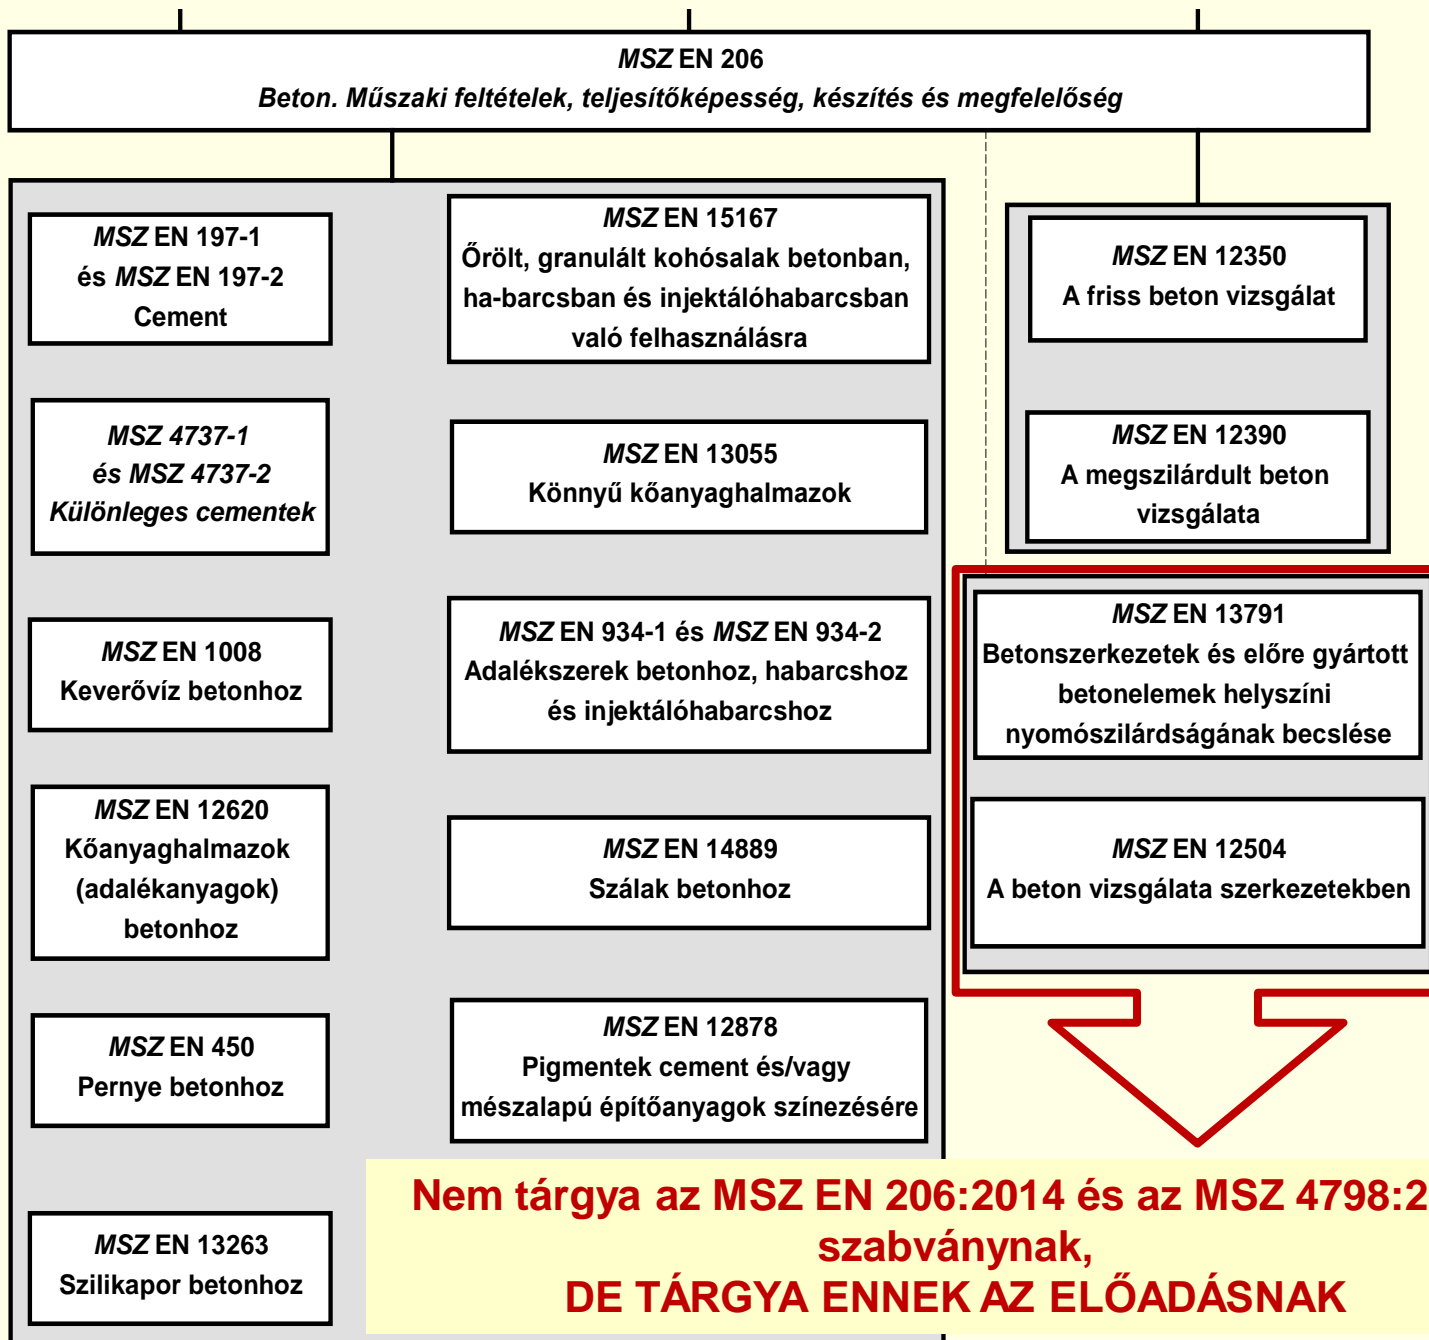 MSZ EN 206
Beton. Műszaki feltételek, teljesítőképesség, készítés és megfelelőség
MSZ EN 197-1
és MSZ EN 197-2
Cement
MSZ 4737-1
és MSZ 4737-2
Különleges cementek
MSZ EN 1008
Keverővíz betonhoz
MSZ EN 12620
Kőanyaghalmazok
(adalékanyagok)
betonhoz
MSZ EN 450
Pernye betonhoz
MSZ EN 13263
Szilikapor betonhoz
MSZ EN 15167
Őrölt, granulált kohósalak betonban,
ha-barcsban és injektálóhabarcsban
való felhasználásra
MSZ EN 13055
Könnyű kőanyaghalmazok
MSZ EN 934-1 és MSZ EN 934-2
Adalékszerek betonhoz, habarcshoz
és injektálóhabarcshoz
MSZ EN 14889
Szálak betonhoz
MSZ EN 12878
Pigmentek cement és/vagy
mészalapú építőanyagok színezésére
MSZ EN 12350
A friss beton vizsgálat
MSZ EN 12390
A megszilárdult beton
vizsgálata
MSZ EN 13791
Betonszerkezetek és előre gyártott
betonelemek helyszíni
nyomószilárdságának becslése
MSZ EN 12504
A beton vizsgálata szerkezetekben
Nem tárgya az MSZ EN 206:2014 és az MSZ 4798:2
szabványnak,
DE TÁRGYA ENNEK AZ ELŐADÁSNAK